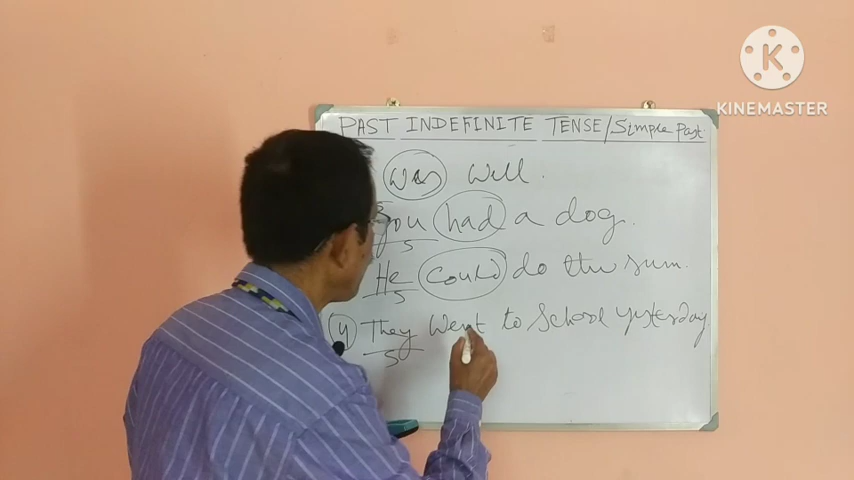 KINEMASTER
PAST INDEFINITE TENSE/Simple Past.
was well.
You had a dog.
S
He could do the sum.
S
4 They went to School yesterday.
S